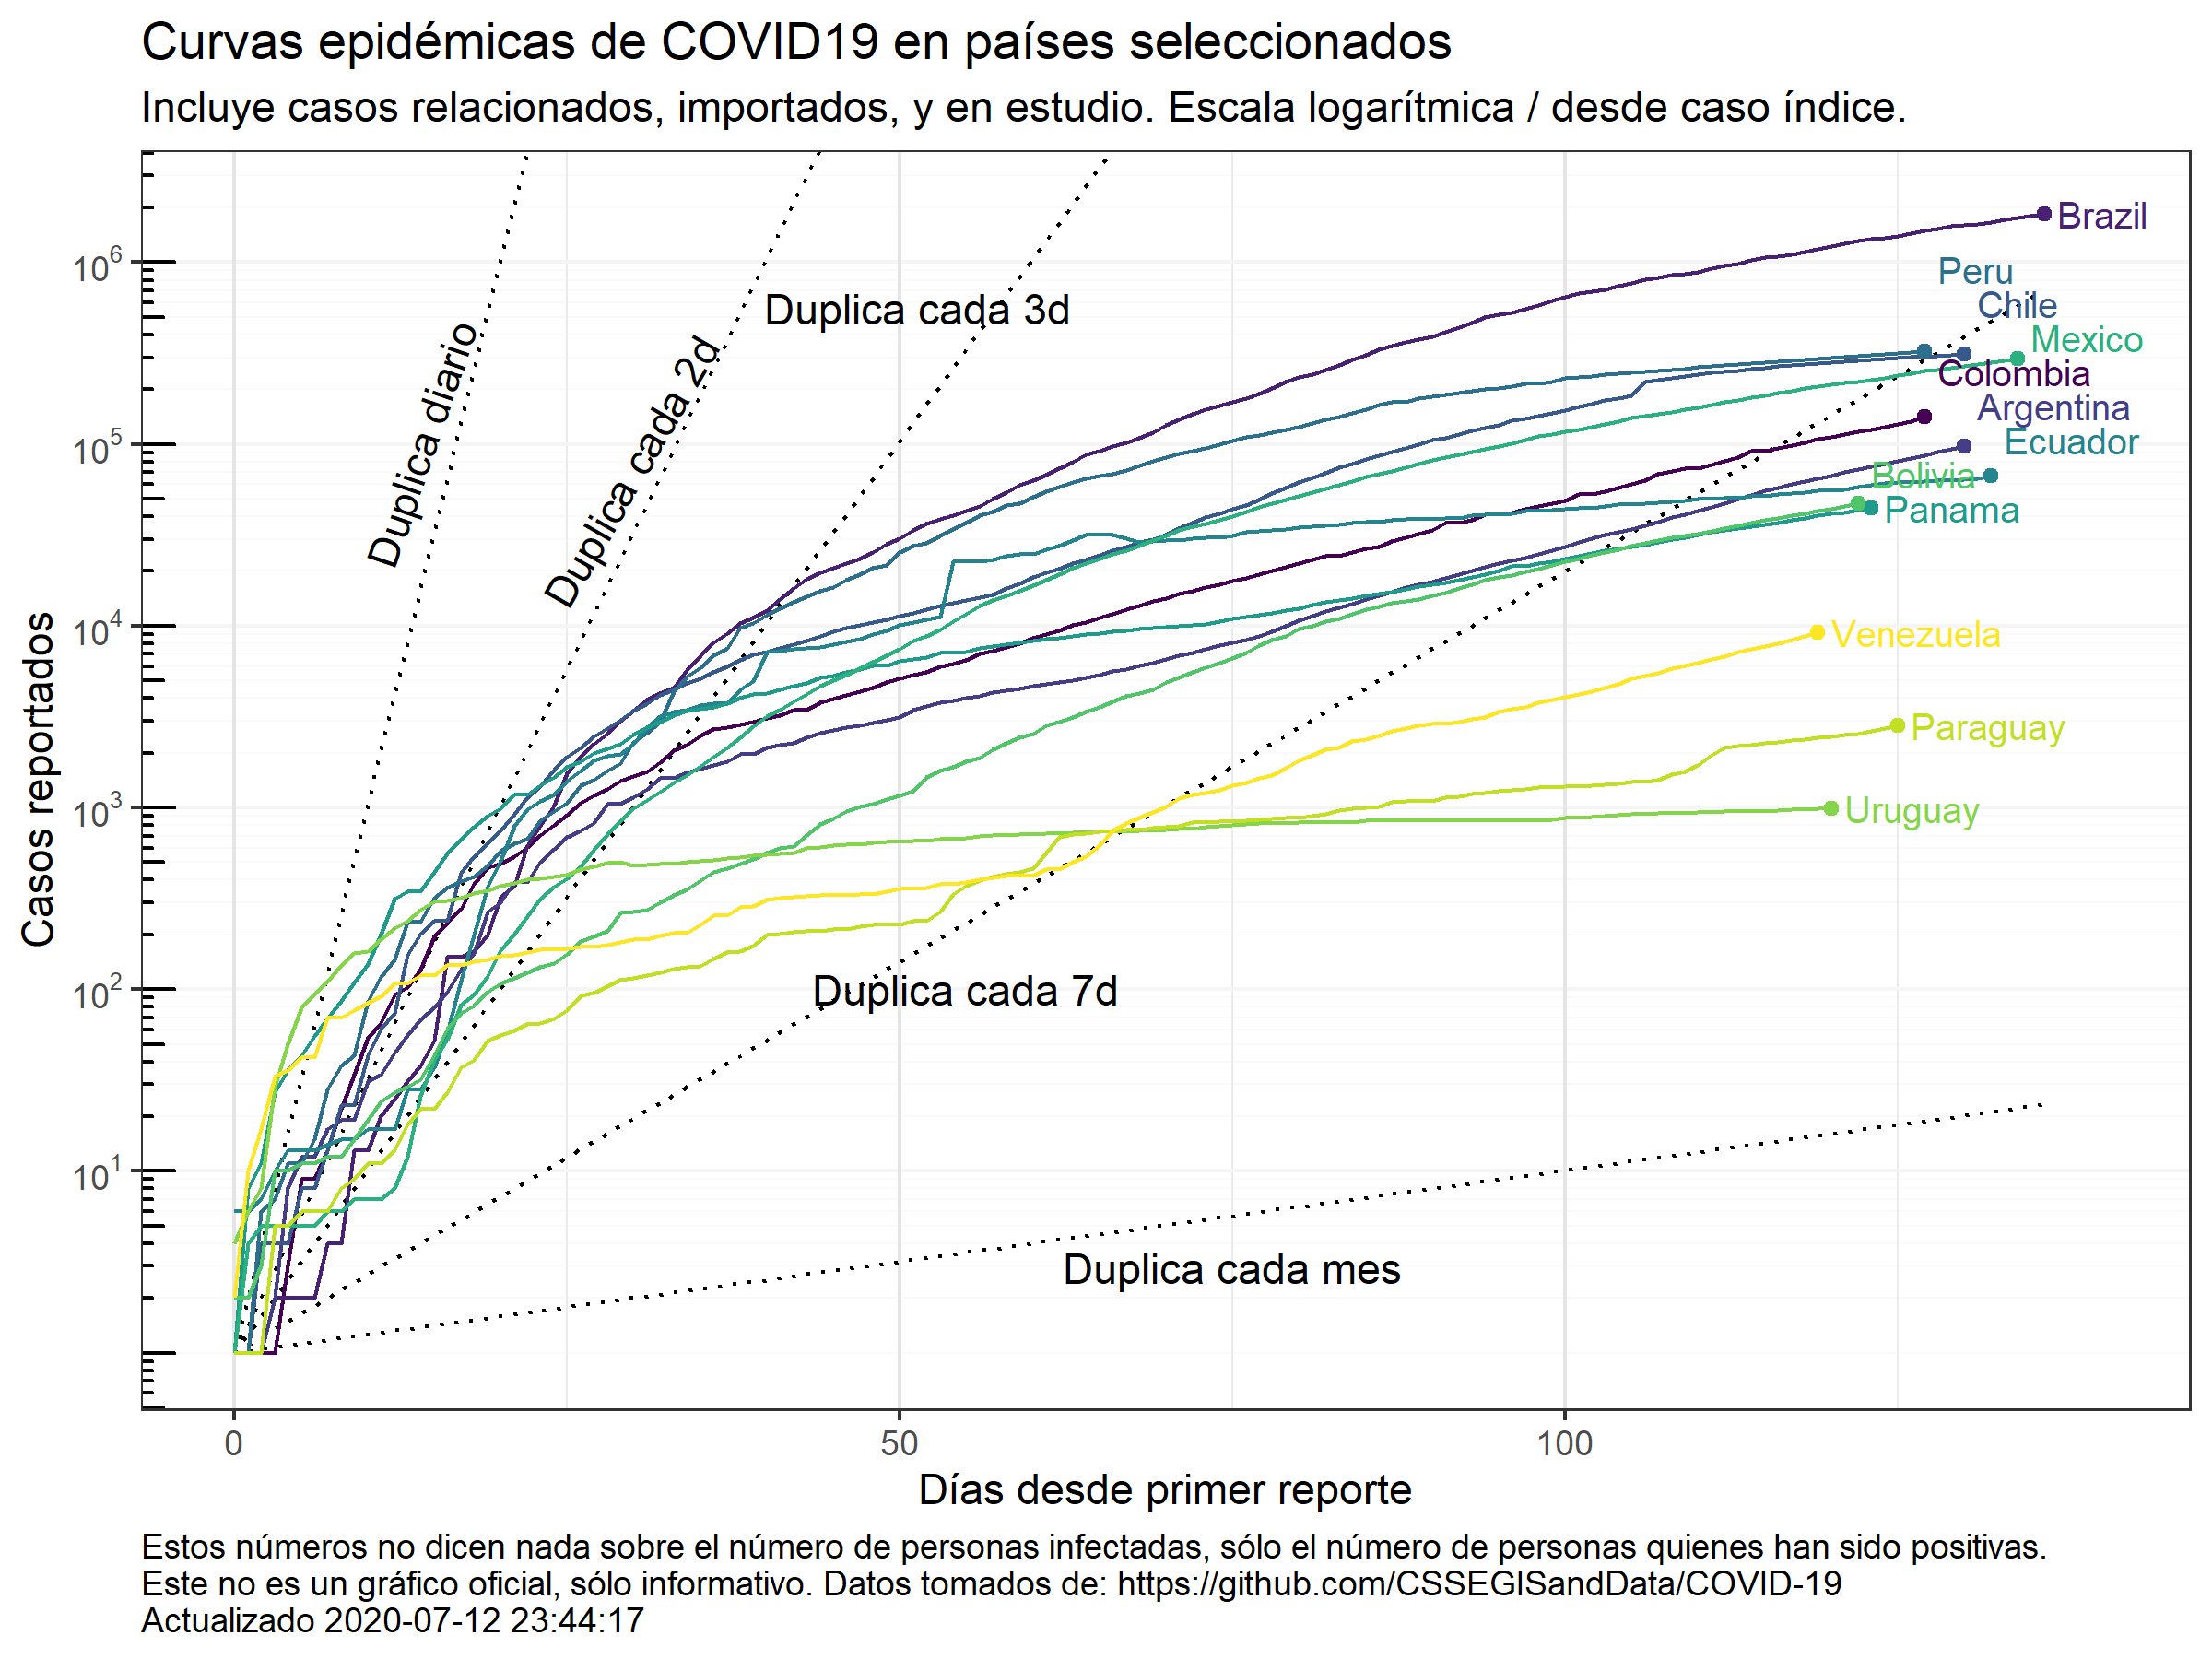 Curvas epidémicas de COVID19 en países seleccionados
Incluye casos relacionados, importados, y en estudio. Escala logarítmica / desde caso índice.
Casos reportados
10^6
10^5
10^4
10^3
10^2
10^1
Duplica diario
Duplica cada 2d
Duplica cada 3d
Duplica cada 7d
Duplica cada mes
Brazil
Peru
Chile
Mexico
Colombia
Argentina
Ecuador
Bolivia
Panama
Venezuela
Paraguay
Uruguay
0
50
100
Días desde primer reporte
Estos números no dicen nada sobre el número de personas infectadas, sólo el número de personas quienes han sido positivas.
Este no es un gráfico oficial, sólo informativo. Datos tomados de: https://github.com/CSSEGISandData/COVID-19
Actualizado 2020-07-12 23:44:17